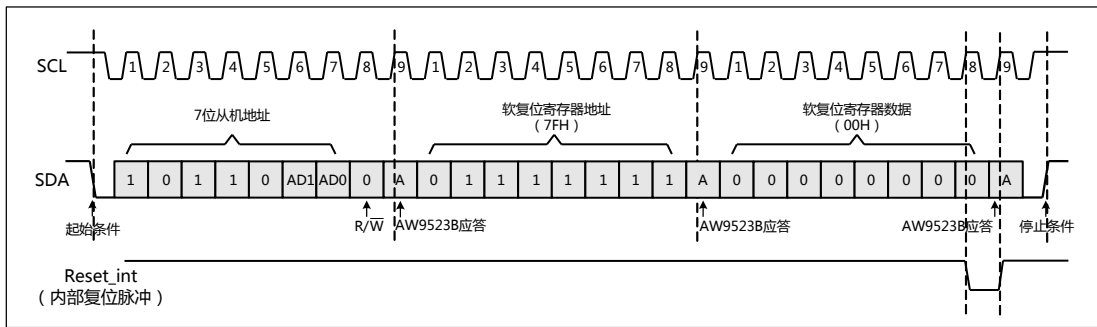 SCL
1 2 3 4 5 6 7 8 9 1 2 3 4 5 6 7 8 9 1 2 3 4 5 6 7 8 9
7位从机地址
软复位寄存器地址
（7FH）
软复位寄存器数据
（00H）
SDA
1 0 1 1 0 AD1 AD0 0 A 0 1 1 1 1 1 1 1 A 0 0 0 0 0 0 0 0 A
起始条件
R/W̅
AW9523B应答
AW9523B应答
AW9523B应答
停止条件
Reset_int
（内部复位脉冲）